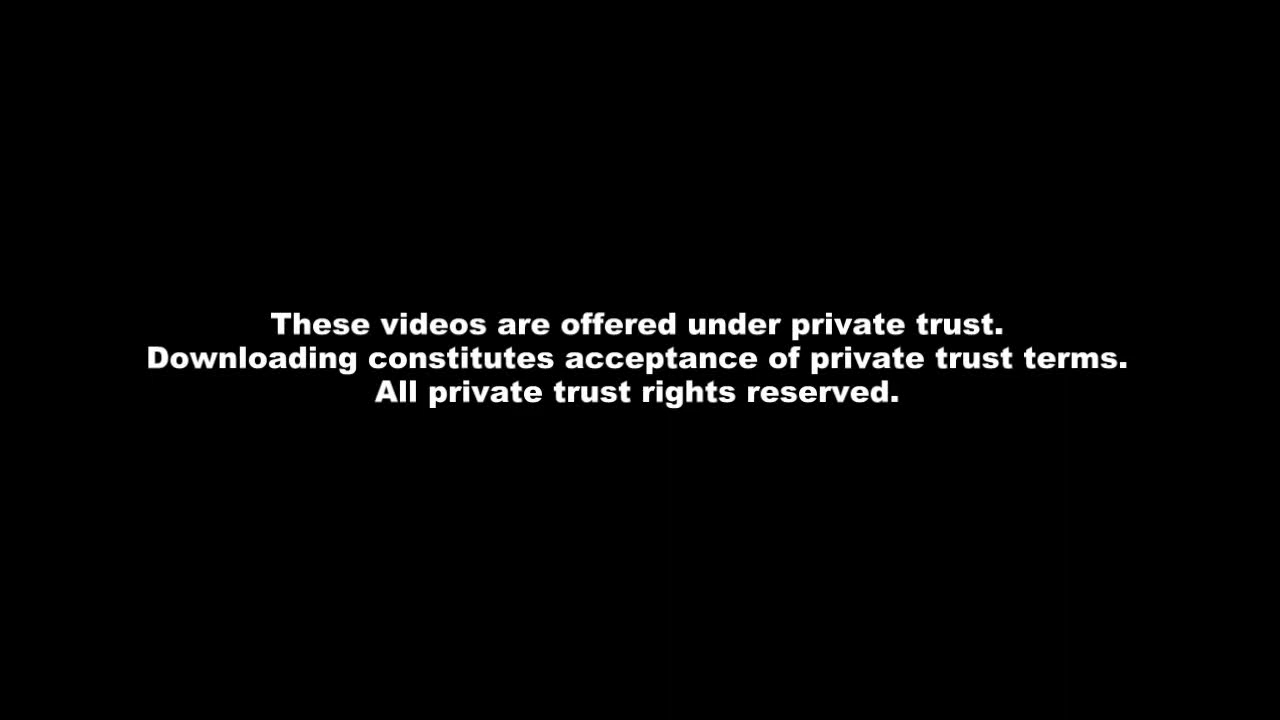 These videos are offered under private trust.
Downloading constitutes acceptance of private trust terms.
All private trust rights reserved.